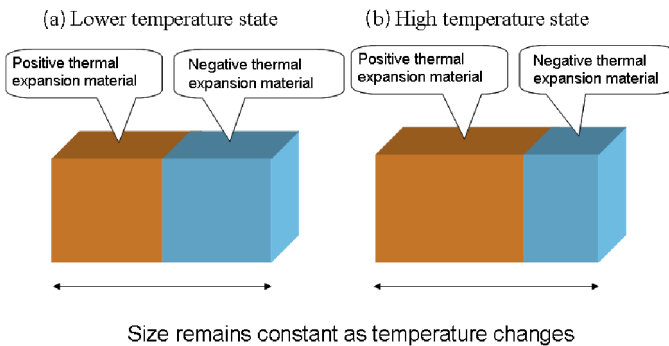 (a) Lower temperature state
Positive thermal
expansion material
Negative thermal
expansion material
(b) High temperature state
Positive thermal
expansion material
Negative thermal
expansion material
Size remains constant as temperature changes